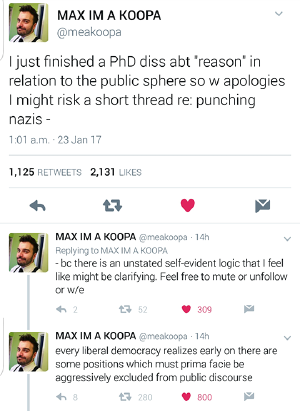 MAX IM A KOOPA
@meakoopa
I just finished a PhD diss abt "reason" in
relation to the public sphere so w apologies
I might risk a short thread re: punching
nazis -
1:01 a.m. · 23 Jan 17
1,125 RETWEETS 2,131 LIKES
MAX IM A KOOPA @meakoopa · 14h
Replying to MAX IM A KOOPA
- bc there is an unstated self-evident logic that I feel
like might be clarifying. Feel free to mute or unfollow
or w/e
2 52 309
MAX IM A KOOPA @meakoopa · 14h
every liberal democracy realizes early on there are
some positions which must prima facie be
aggressively excluded from public discourse
8 280 800